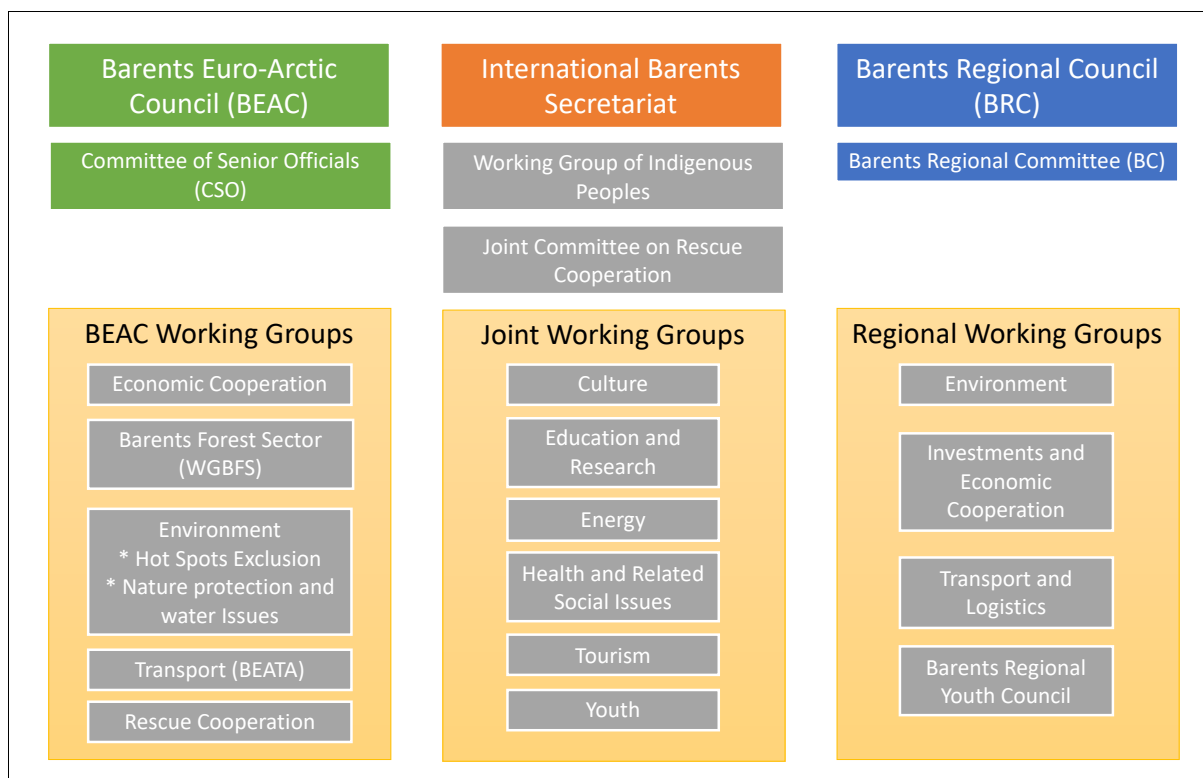 Barents Euro-Arctic
Council (BEAC)
Committee of Senior Officials
(CSO)
International Barents
Secretariat
Working Group of Indigenous
Peoples
Joint Committee on Rescue
Cooperation
Barents Regional Council
(BRC)
Barents Regional Committee (BC)
BEAC Working Groups
Economic Cooperation
Barents Forest Sector
(WGBFS)
Environment
* Hot Spots Exclusion
* Nature protection and
water Issues
Transport (BEATA)
Rescue Cooperation
Joint Working Groups
Culture
Education and
Research
Energy
Health and Related
Social Issues
Tourism
Youth
Regional Working Groups
Environment
Investments and
Economic
Cooperation
Transport and
Logistics
Barents Regional
Youth Council